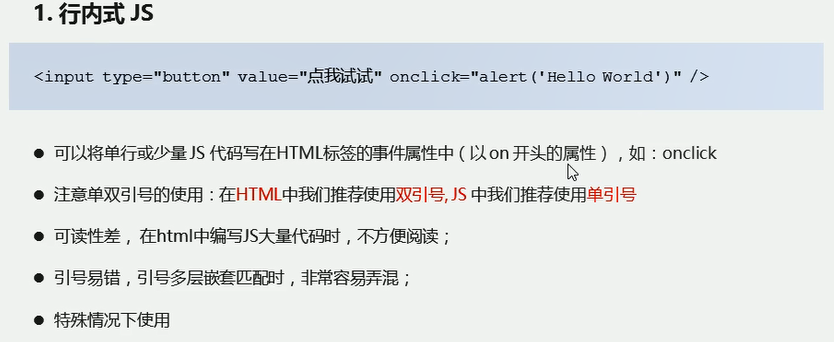 1. 行内式 JS
<input type="button" value="点我试试" onclick="alert('Hello World')" />
● 可以将单行或少量 JS 代码写在HTML标签的事件属性中（以 on 开头的属性），如：onclick
● 注意单双引号的使用：在HTML中我们推荐使用双引号, JS 中我们推荐使用单引号
● 可读性差， 在html中编写JS大量代码时，不方便阅读；
● 引号易错，引号多层嵌套匹配时，非常容易弄混；
● 特殊情况下使用